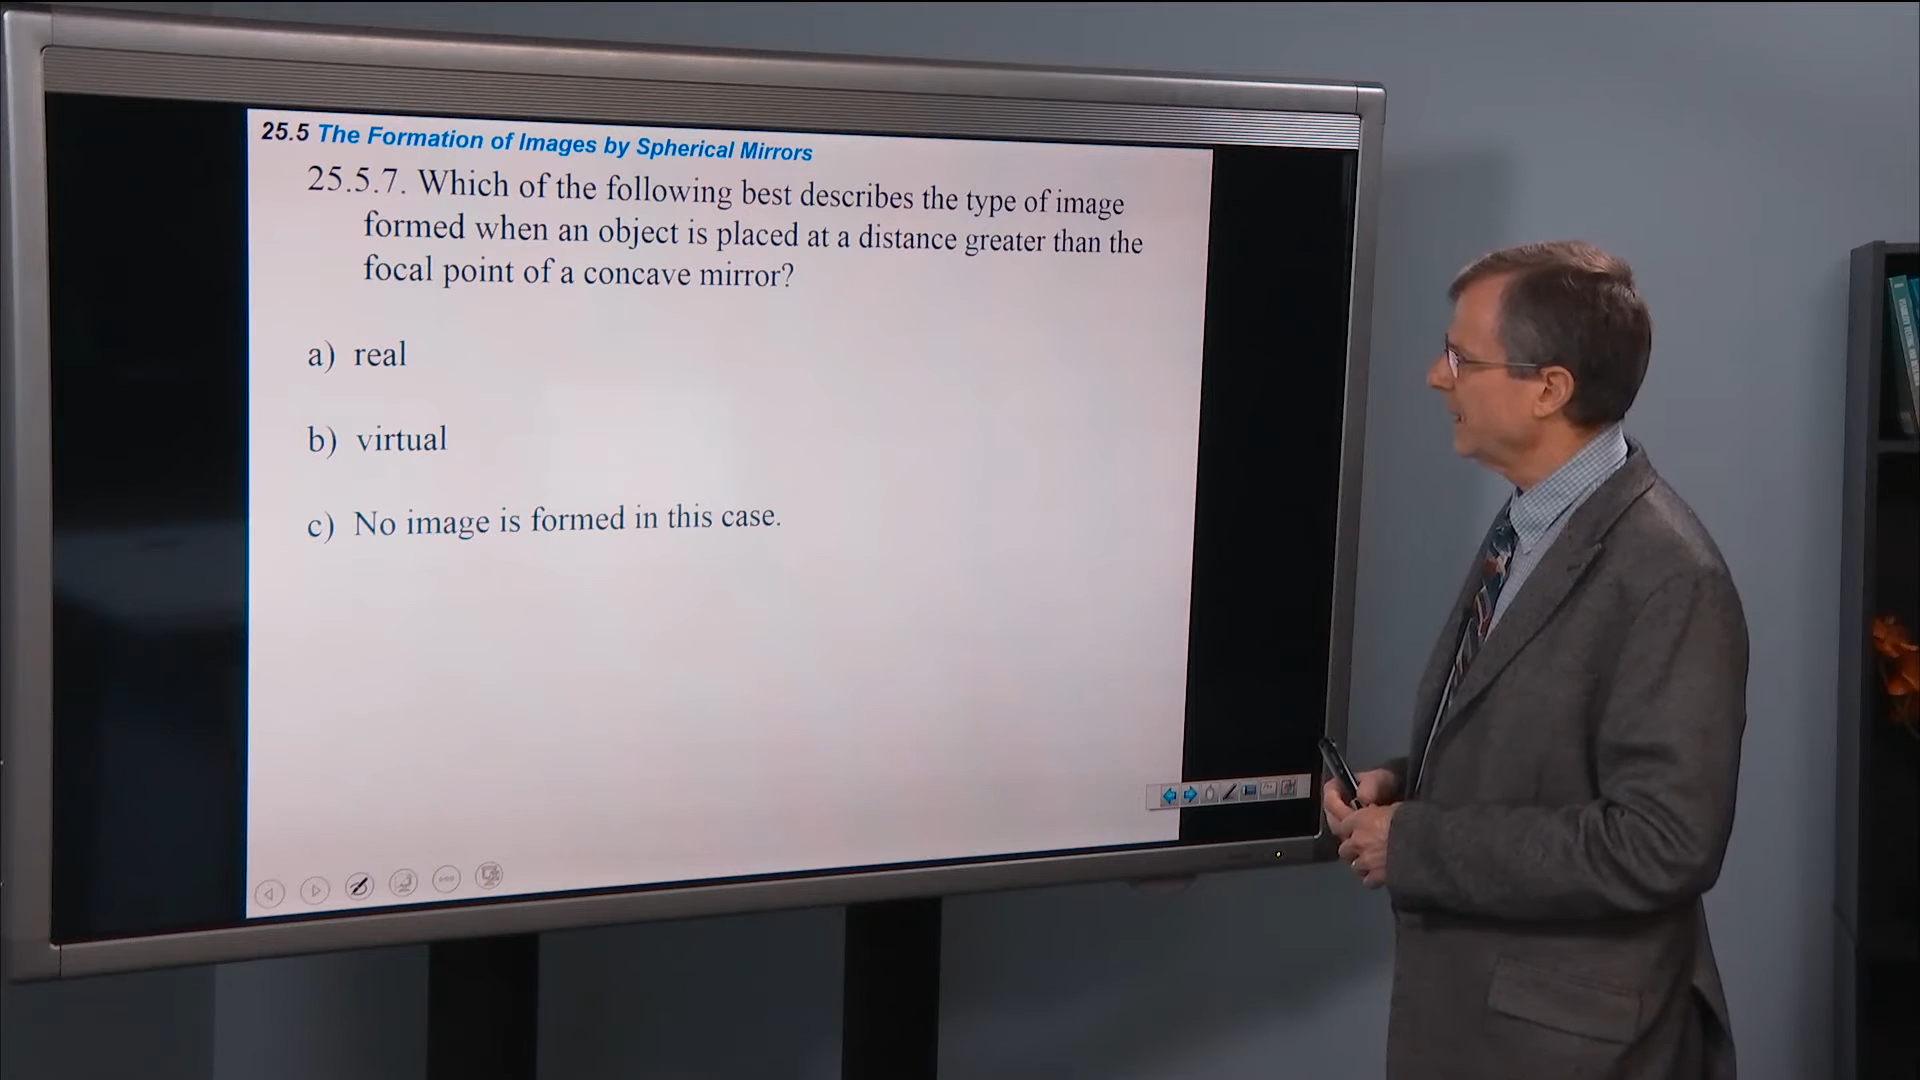 25.5 The Formation of Images by Spherical Mirrors
25.5.7. Which of the following best describes the type of image
formed when an object is placed at a distance greater than the
focal point of a concave mirror?
a) real
b) virtual
c) No image is formed in this case.